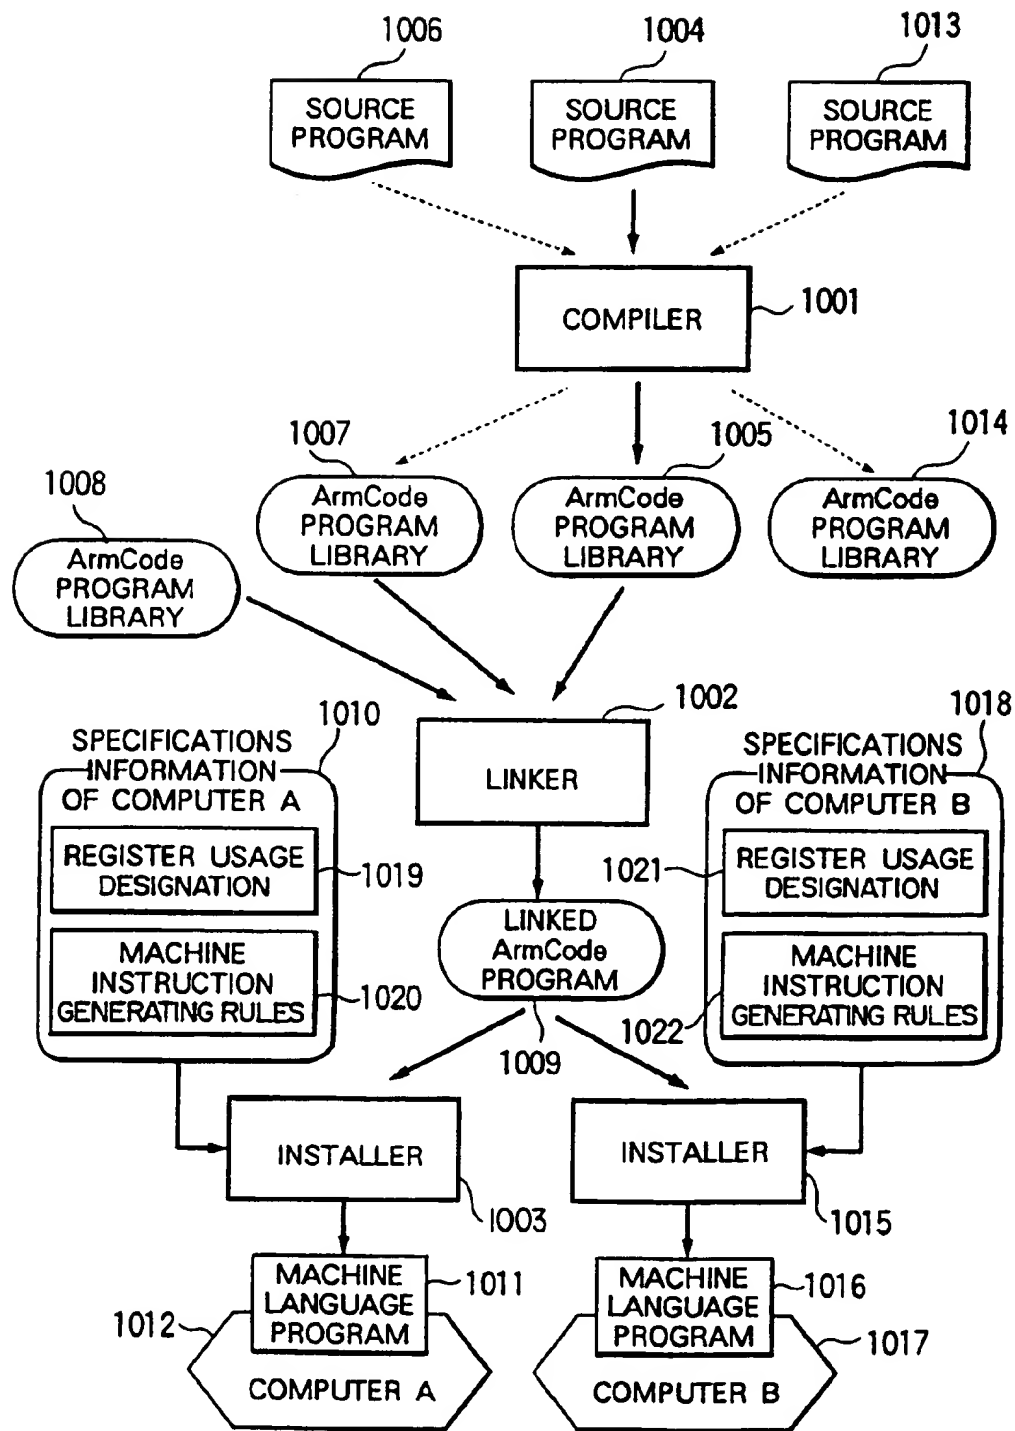 1006
1004
1013
SOURCE
PROGRAM
SOURCE
PROGRAM
SOURCE
PROGRAM
COMPILER
1001
1007
1005
1014
1008
ArmCode
PROGRAM
LIBRARY
ArmCode
PROGRAM
LIBRARY
ArmCode
PROGRAM
LIBRARY
ArmCode
PROGRAM
LIBRARY
1002
LINKER
1010
SPECIFICATIONS
INFORMATION
OF COMPUTER A
REGISTER USAGE
DESIGNATION
1019
MACHINE
INSTRUCTION
GENERATING RULES
1020
1018
SPECIFICATIONS
INFORMATION
OF COMPUTER B
REGISTER USAGE
DESIGNATION
1021
MACHINE
INSTRUCTION
GENERATING RULES
1022
LINKED
ArmCode
PROGRAM
1009
INSTALLER
1003
INSTALLER
1015
MACHINE
LANGUAGE
PROGRAM
1011
1012
COMPUTER A
MACHINE
LANGUAGE
PROGRAM
1016
1017
COMPUTER B